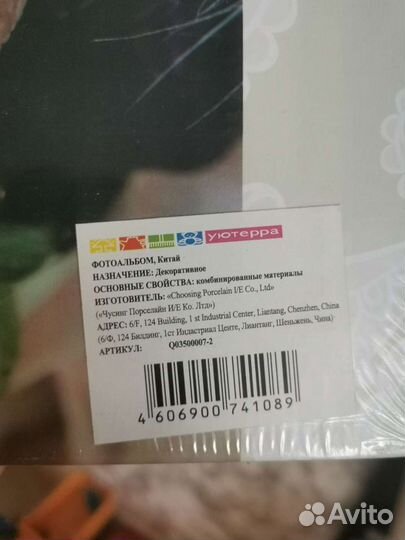 уютерра
ФОТОАЛЬБОМ, Китай
НАЗНАЧЕНИЕ: Декоративное
ОСНОВНЫЕ СВОЙСТВА: комбинированные материалы
ИЗГОТОВИТЕЛЬ: «Choosing Porcelain I/E Co., Ltd»
(«Чусинг Порселайн И/Е Ко. Лтд»)
АДРЕС: 6/F, 124 Building, 1 st Industrial Center, Liantang, Chenzhen, China
(6/Ф, 124 Билдинг, 1ст Индастриал Центе, Лиантанг, Шеньжень, Чина)
АРТИКУЛ: Q03500007-2
4 606900 741089
Avito